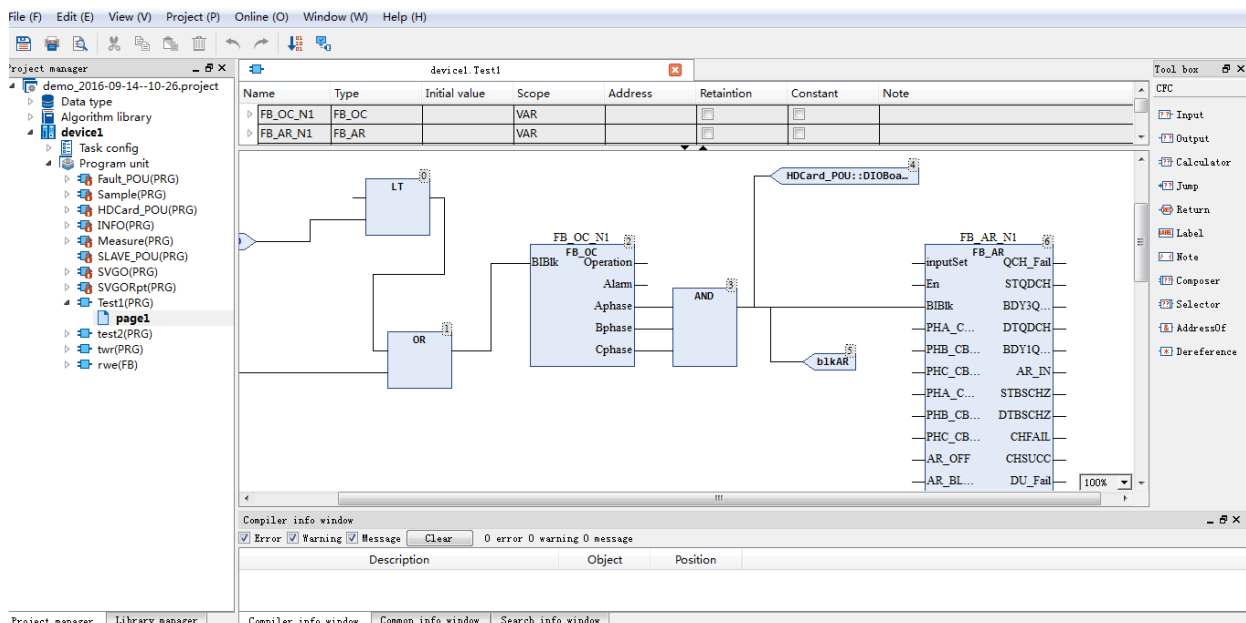 File (F) Edit (E) View (V) Project (P) Online (O) Window (W) Help (H)
Project manager
device1.Test1
Tool box
demo_2016-09-14--10-26.project
Data type
Algorithm library
device1
Task config
Program unit
Fault_POU(PRG)
Sample(PRG)
HDCard_POU(PRG)
INFO(PRG)
Measure(PRG)
SLAVE_POU(PRG)
SVGO(PRG)
SVGORpt(PRG)
Test1(PRG)
page1
test2(PRG)
twr(PRG)
rwe(FB)
Name Type Initial value Scope Address Retaintion Constant Note
FB_OC_N1 FB_OC VAR
FB_AR_N1 FB_AR VAR
LT 0
OR 1
FB_OC_N1 2
FB_OC
BIBlk Operation
Alarm
Aphase
Bphase
Cphase
AND 3
HDCard_POU::DIOBoa… 4
blkAR 5
FB_AR_N1 6
FB_AR
inputSet QCH_Fail
En STQDCH
BIBlk BDY3Q…
PHA_C… DTQDCH
PHB_CB… BDY1Q…
PHC_CB… AR_IN
PHA_C… STBSCHZ
PHB_CB… DTBSCHZ
PHC_CB… CHFAIL
AR_OFF CHSUCC
AR_BL… DU_Fail
100%
CFC
Input
Output
Calculator
Jump
Return
Label
Note
Composer
Selector
AddressOf
Dereference
Compiler info window
Error Warning Message Clear 0 error 0 warning 0 message
Description Object Position
Project manager Library manager
Compiler info window Common info window Search info window